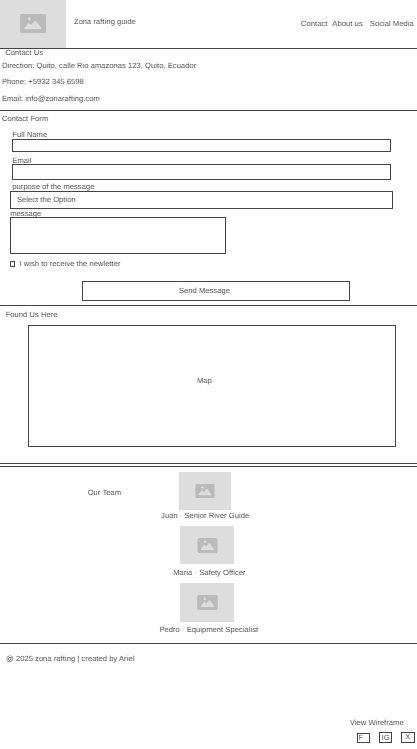 Zona rafting guide
Contact About us Social Media
Contact Us
Direction: Quito, calle Rio amazonas 123, Quito, Ecuador
Phone: +5932 345 6598
Email: info@zonarafting.com
Contact Form
Full Name
Email
purpose of the message
Select the Option
message
I wish to receive the newletter
Send Message
Found Us Here
Map
Our Team
Juan - Senior River Guide
Maria - Safety Officer
Pedro - Equipment Specialist
@ 2025 zona rafting | created by Ariel
View Wireframe
F IG X